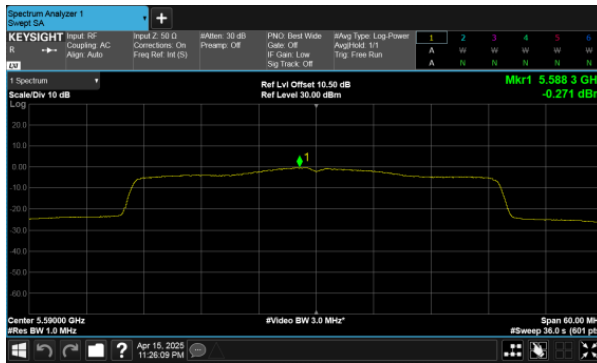 Spectrum Analyzer 1
Swept SA
+
KEYSIGHT Input: RF Input Z: 50 Ω #Atten: 30 dB PNO: Best Wide #Avg Type: Log-Power 1 2 3 4 5 6
R Coupling: AC Corrections: On Preamp: Off Gate: Off Avg|Hold: 1/1 A W W W W W
Align: Auto Freq Ref: Int (S) IF Gain: Low Trig: Free Run
Sig Track: Off A N N N N N
LXI
1 Spectrum Ref Lvl Offset 10.50 dB Mkr1 5.588 3 GH
Scale/Div 10 dB Ref Level 30.00 dBm -0.271 dBr
Log
20.0
10.0
1
0.00
-10.0
-20.0
-30.0
-40.0
-50.0
-60.0
Center 5.59000 GHz #Video BW 3.0 MHz* Span 60.00 MH
#Res BW 1.0 MHz #Sweep 36.0 s (601 pt
? Apr 15, 2025
11:26:09 PM